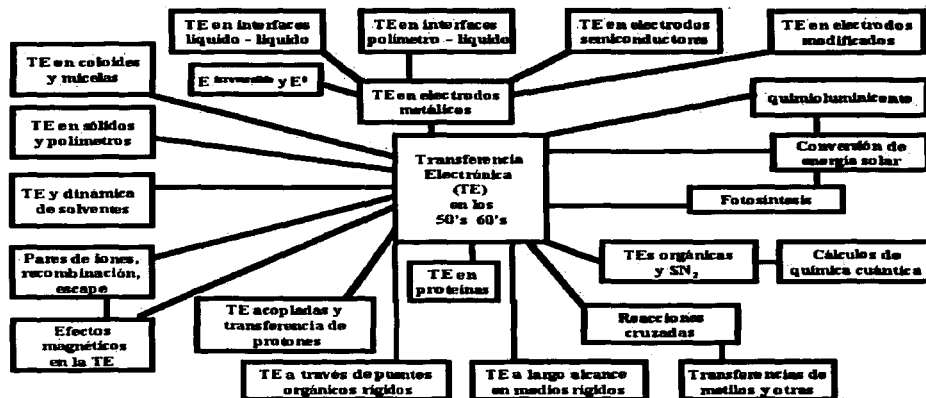 TE en interfaces
líquido - líquido
TE en interfaces
polímetro - líquido
TE en electrodos
semiconductores
TE en electrodos
modificados
TE en coloides
y micelas
E y E°
TE en electrodos
metálicos
quimioluminicente
TE en sólidos
y polímetros
Transferencia
Electrónica
(TE)
en los
50's 60's
Conversión de
energía solar
TE y dinámica
de solventes
Fotosíntesis
Pares de iones,
recombinación,
escape
TE en
proteínas
TEs orgánicas
y SN₂
Cálculos de
química cuántica
Efectos
magnéticos
en la TE
TE acopladas y
transferencia de
protones
Reacciones
cruzadas
TE a través de puentes
orgánicos rígidos
TE a largo alcance
en medios rígidos
Transferencias de
metilos y otras